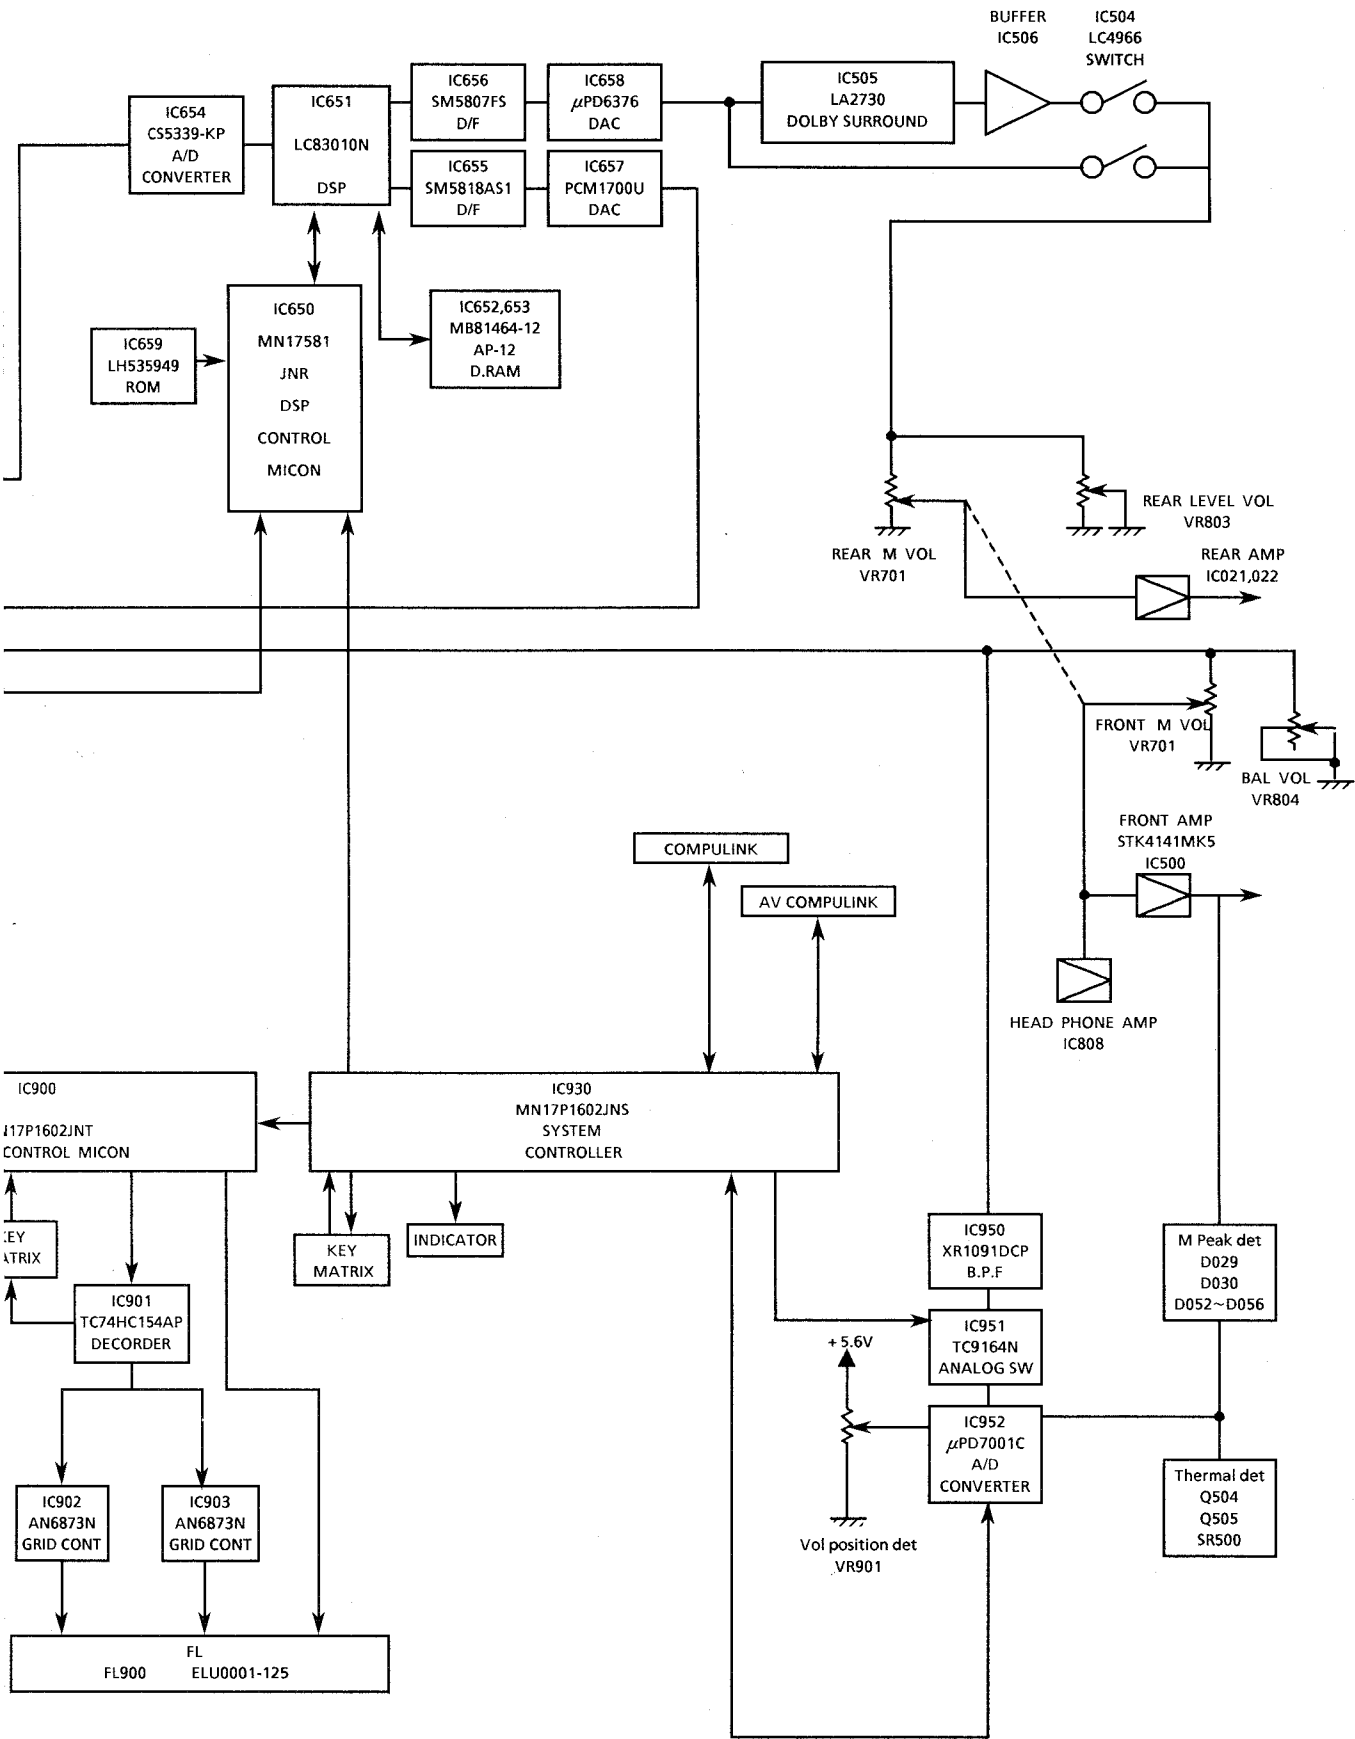 BUFFER
IC506
IC504
LC4966
SWITCH
IC654
CS5339-KP
A/D
CONVERTER
IC651
LC83010N
DSP
IC656
SM5807FS
D/F
IC658
µPD6376
DAC
IC505
LA2730
DOLBY SURROUND
IC655
SM5818AS1
D/F
IC657
PCM1700U
DAC
IC659
LH535949
ROM
IC650
MN17581
JNR
DSP
CONTROL
MICON
IC652,653
MB81464-12
AP-12
D.RAM
REAR M VOL
VR701
REAR LEVEL VOL
VR803
REAR AMP
IC021,022
FRONT M VOL
VR701
BAL VOL
VR804
FRONT AMP
STK4141MK5
IC500
HEAD PHONE AMP
IC808
COMPULINK
AV COMPULINK
IC900
N17P1602JNT
CONTROL MICON
IC930
MN17P1602JNS
SYSTEM
CONTROLLER
KEY
ATRIX
KEY
MATRIX
INDICATOR
IC901
TC74HC154AP
DECORDER
IC950
XR1091DCP
B.P.F
IC951
TC9164N
ANALOG SW
IC952
µPD7001C
A/D
CONVERTER
M Peak det
D029
D030
D052~D056
Thermal det
Q504
Q505
SR500
+5.6V
Vol position det
VR901
IC902
AN6873N
GRID CONT
IC903
AN6873N
GRID CONT
FL
FL900 ELU0001-125